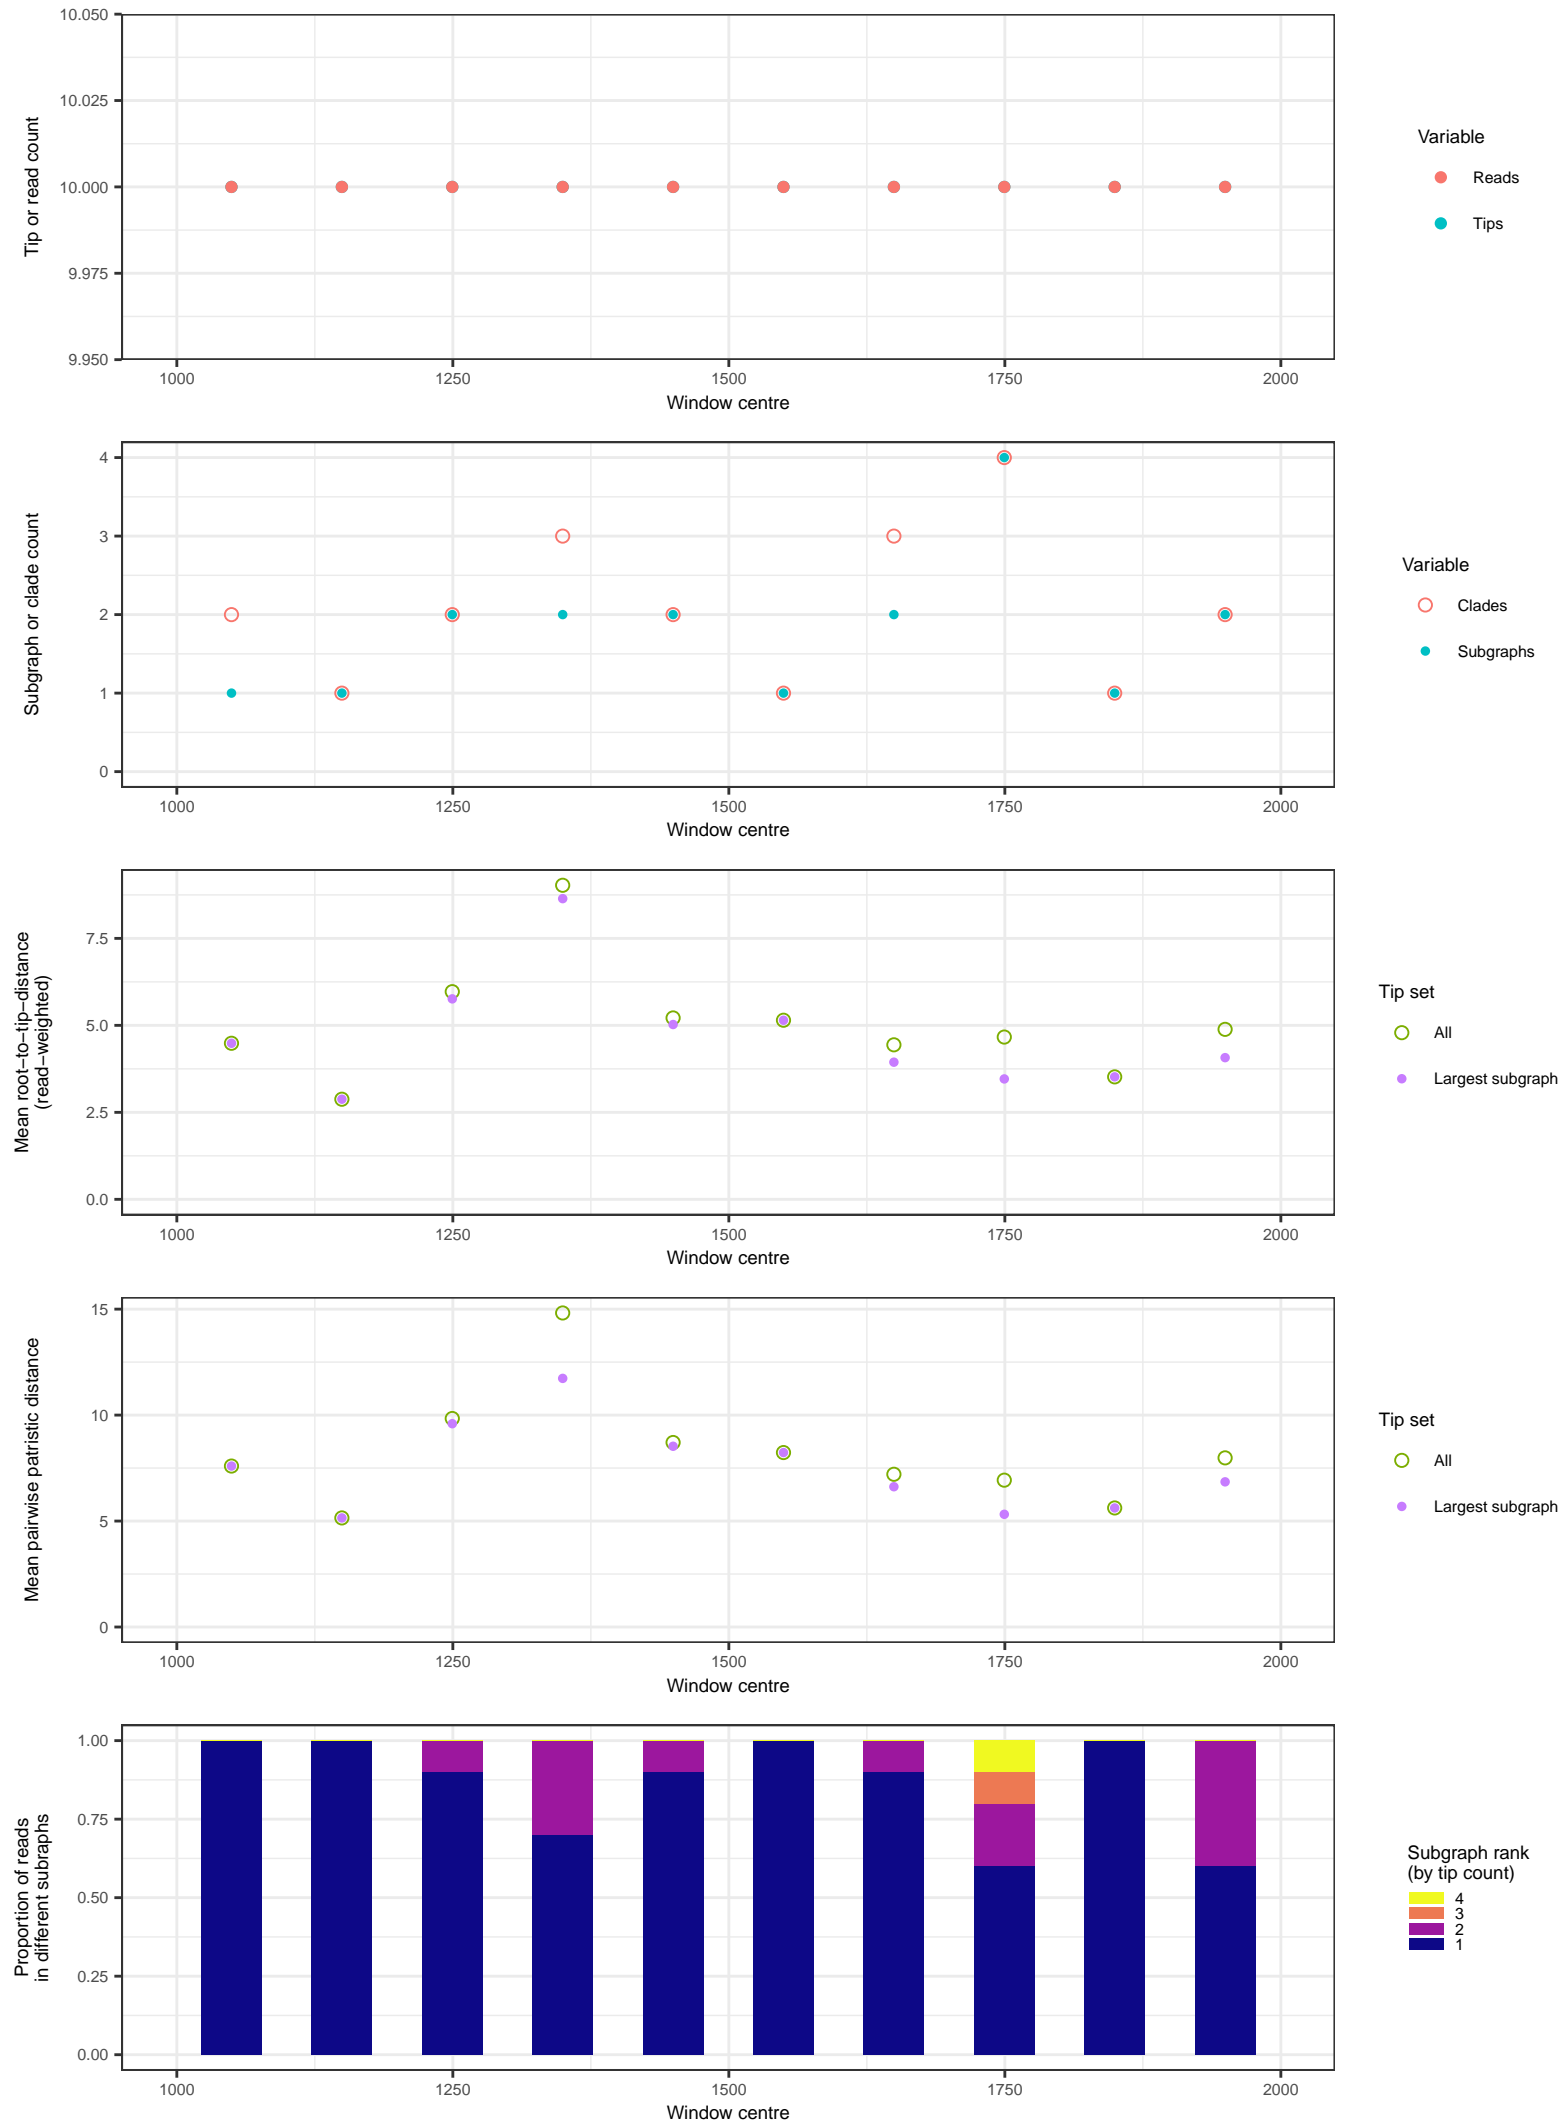 10.050
10.025
10.000
9.975
9.950
Tip or read count
1000 1250 1500 1750 2000
Window centre
Variable
Reads
Tips
4
3
2
1
0
Subgraph or clade count
1000 1250 1500 1750 2000
Window centre
Variable
Clades
Subgraphs
7.5
5.0
2.5
0.0
Mean root−to−tip−distance
(read−weighted)
1000 1250 1500 1750 2000
Window centre
Tip set
All
Largest subgraph
15
10
5
0
Mean pairwise patristic distance
1000 1250 1500 1750 2000
Window centre
Tip set
All
Largest subgraph
1.00
0.75
0.50
0.25
0.00
Proportion of reads
in different subraphs
1000 1250 1500 1750 2000
Window centre
Subgraph rank
(by tip count)
4
3
2
1